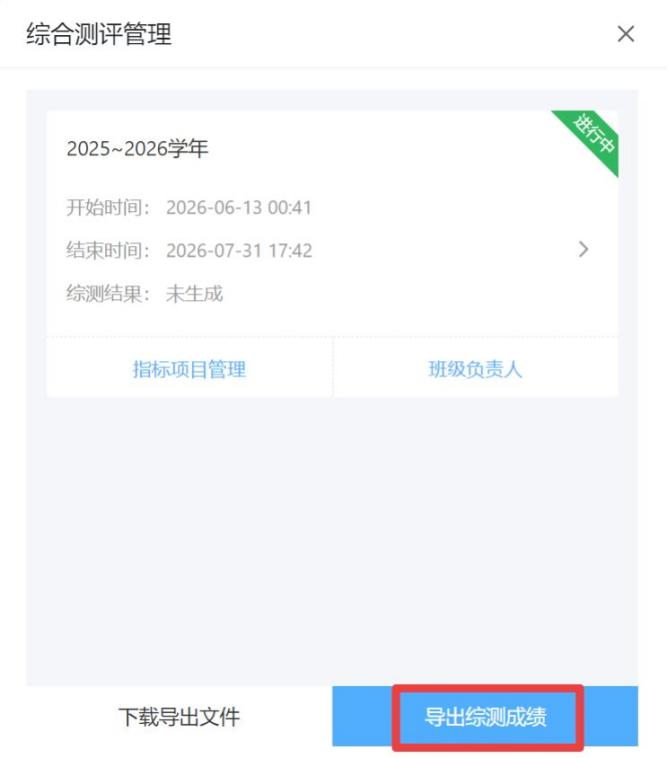 综合测评管理
进行中
2025~2026学年
开始时间： 2026-06-13 00:41
结束时间： 2026-07-31 17:42
综测结果： 未生成
指标项目管理 班级负责人
下载导出文件 导出综测成绩